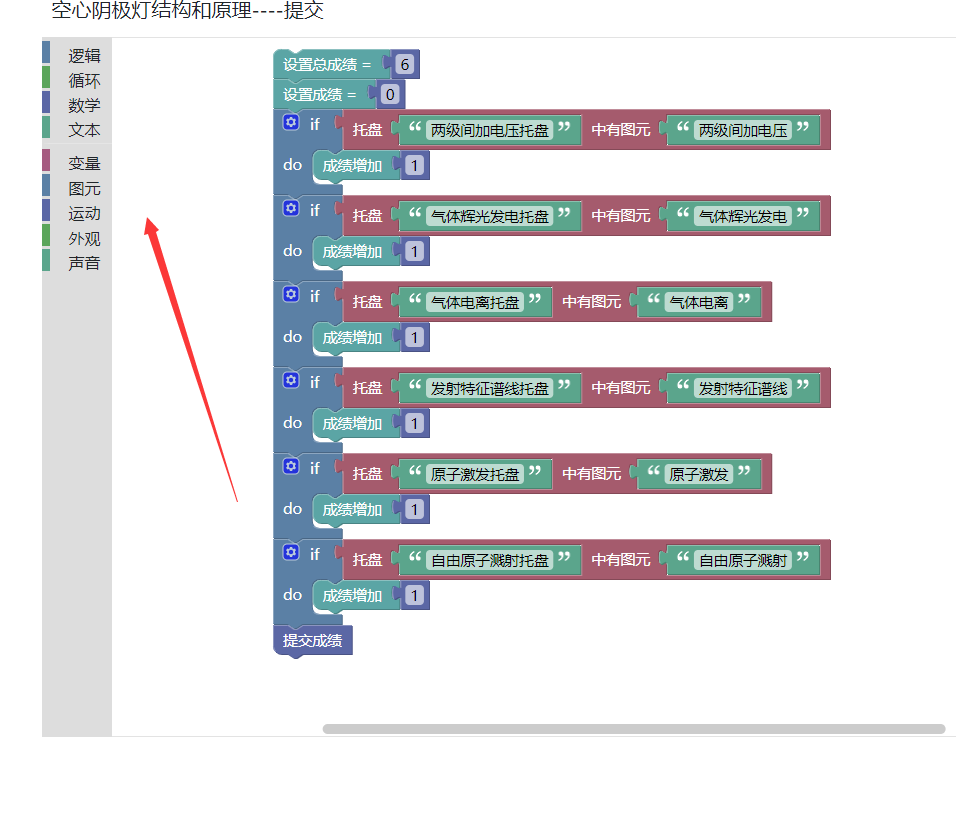 空心阴极灯结构和原理----提交
逻辑
循环
数学
文本
变量
图元
运动
外观
声音
设置总成绩 = 6
设置成绩 = 0
if 托盘 “ 两级间加电压托盘 ” 中有图元 “ 两级间加电压 ”
do 成绩增加 1
if 托盘 “ 气体辉光发电托盘 ” 中有图元 “ 气体辉光发电 ”
do 成绩增加 1
if 托盘 “ 气体电离托盘 ” 中有图元 “ 气体电离 ”
do 成绩增加 1
if 托盘 “ 发射特征谱线托盘 ” 中有图元 “ 发射特征谱线 ”
do 成绩增加 1
if 托盘 “ 原子激发托盘 ” 中有图元 “ 原子激发 ”
do 成绩增加 1
if 托盘 “ 自由原子溅射托盘 ” 中有图元 “ 自由原子溅射 ”
do 成绩增加 1
提交成绩